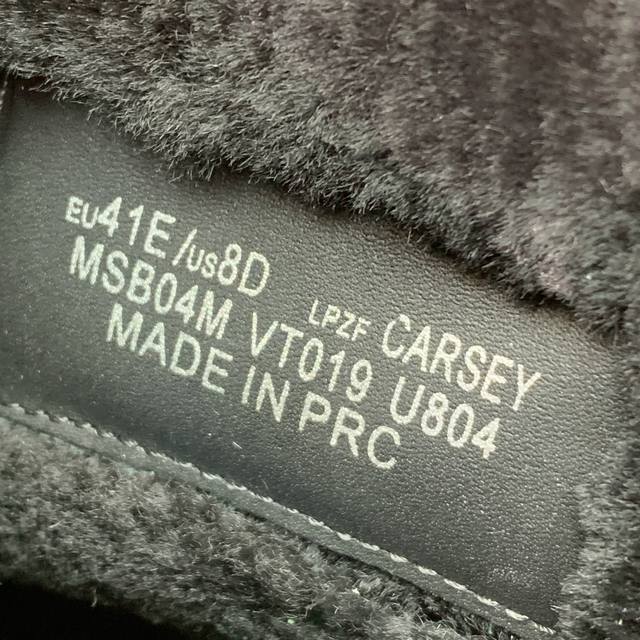 EU41E/US8D LPZF CARSEY
MSB04M VT019 U804
MADE IN PRC